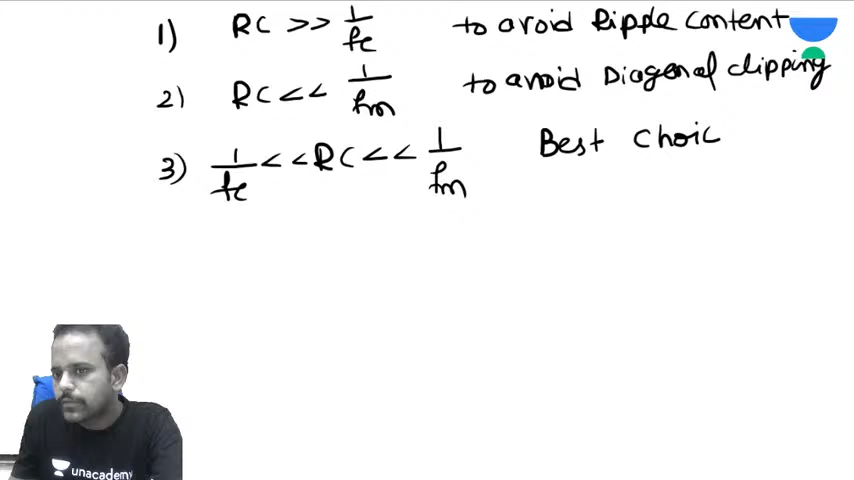 1) RC >> 1/fc to avoid Ripple content
2) RC << 1/fm to avoid Diagonal clipping
3) 1/fc << RC << 1/fm Best Choic
unacademy